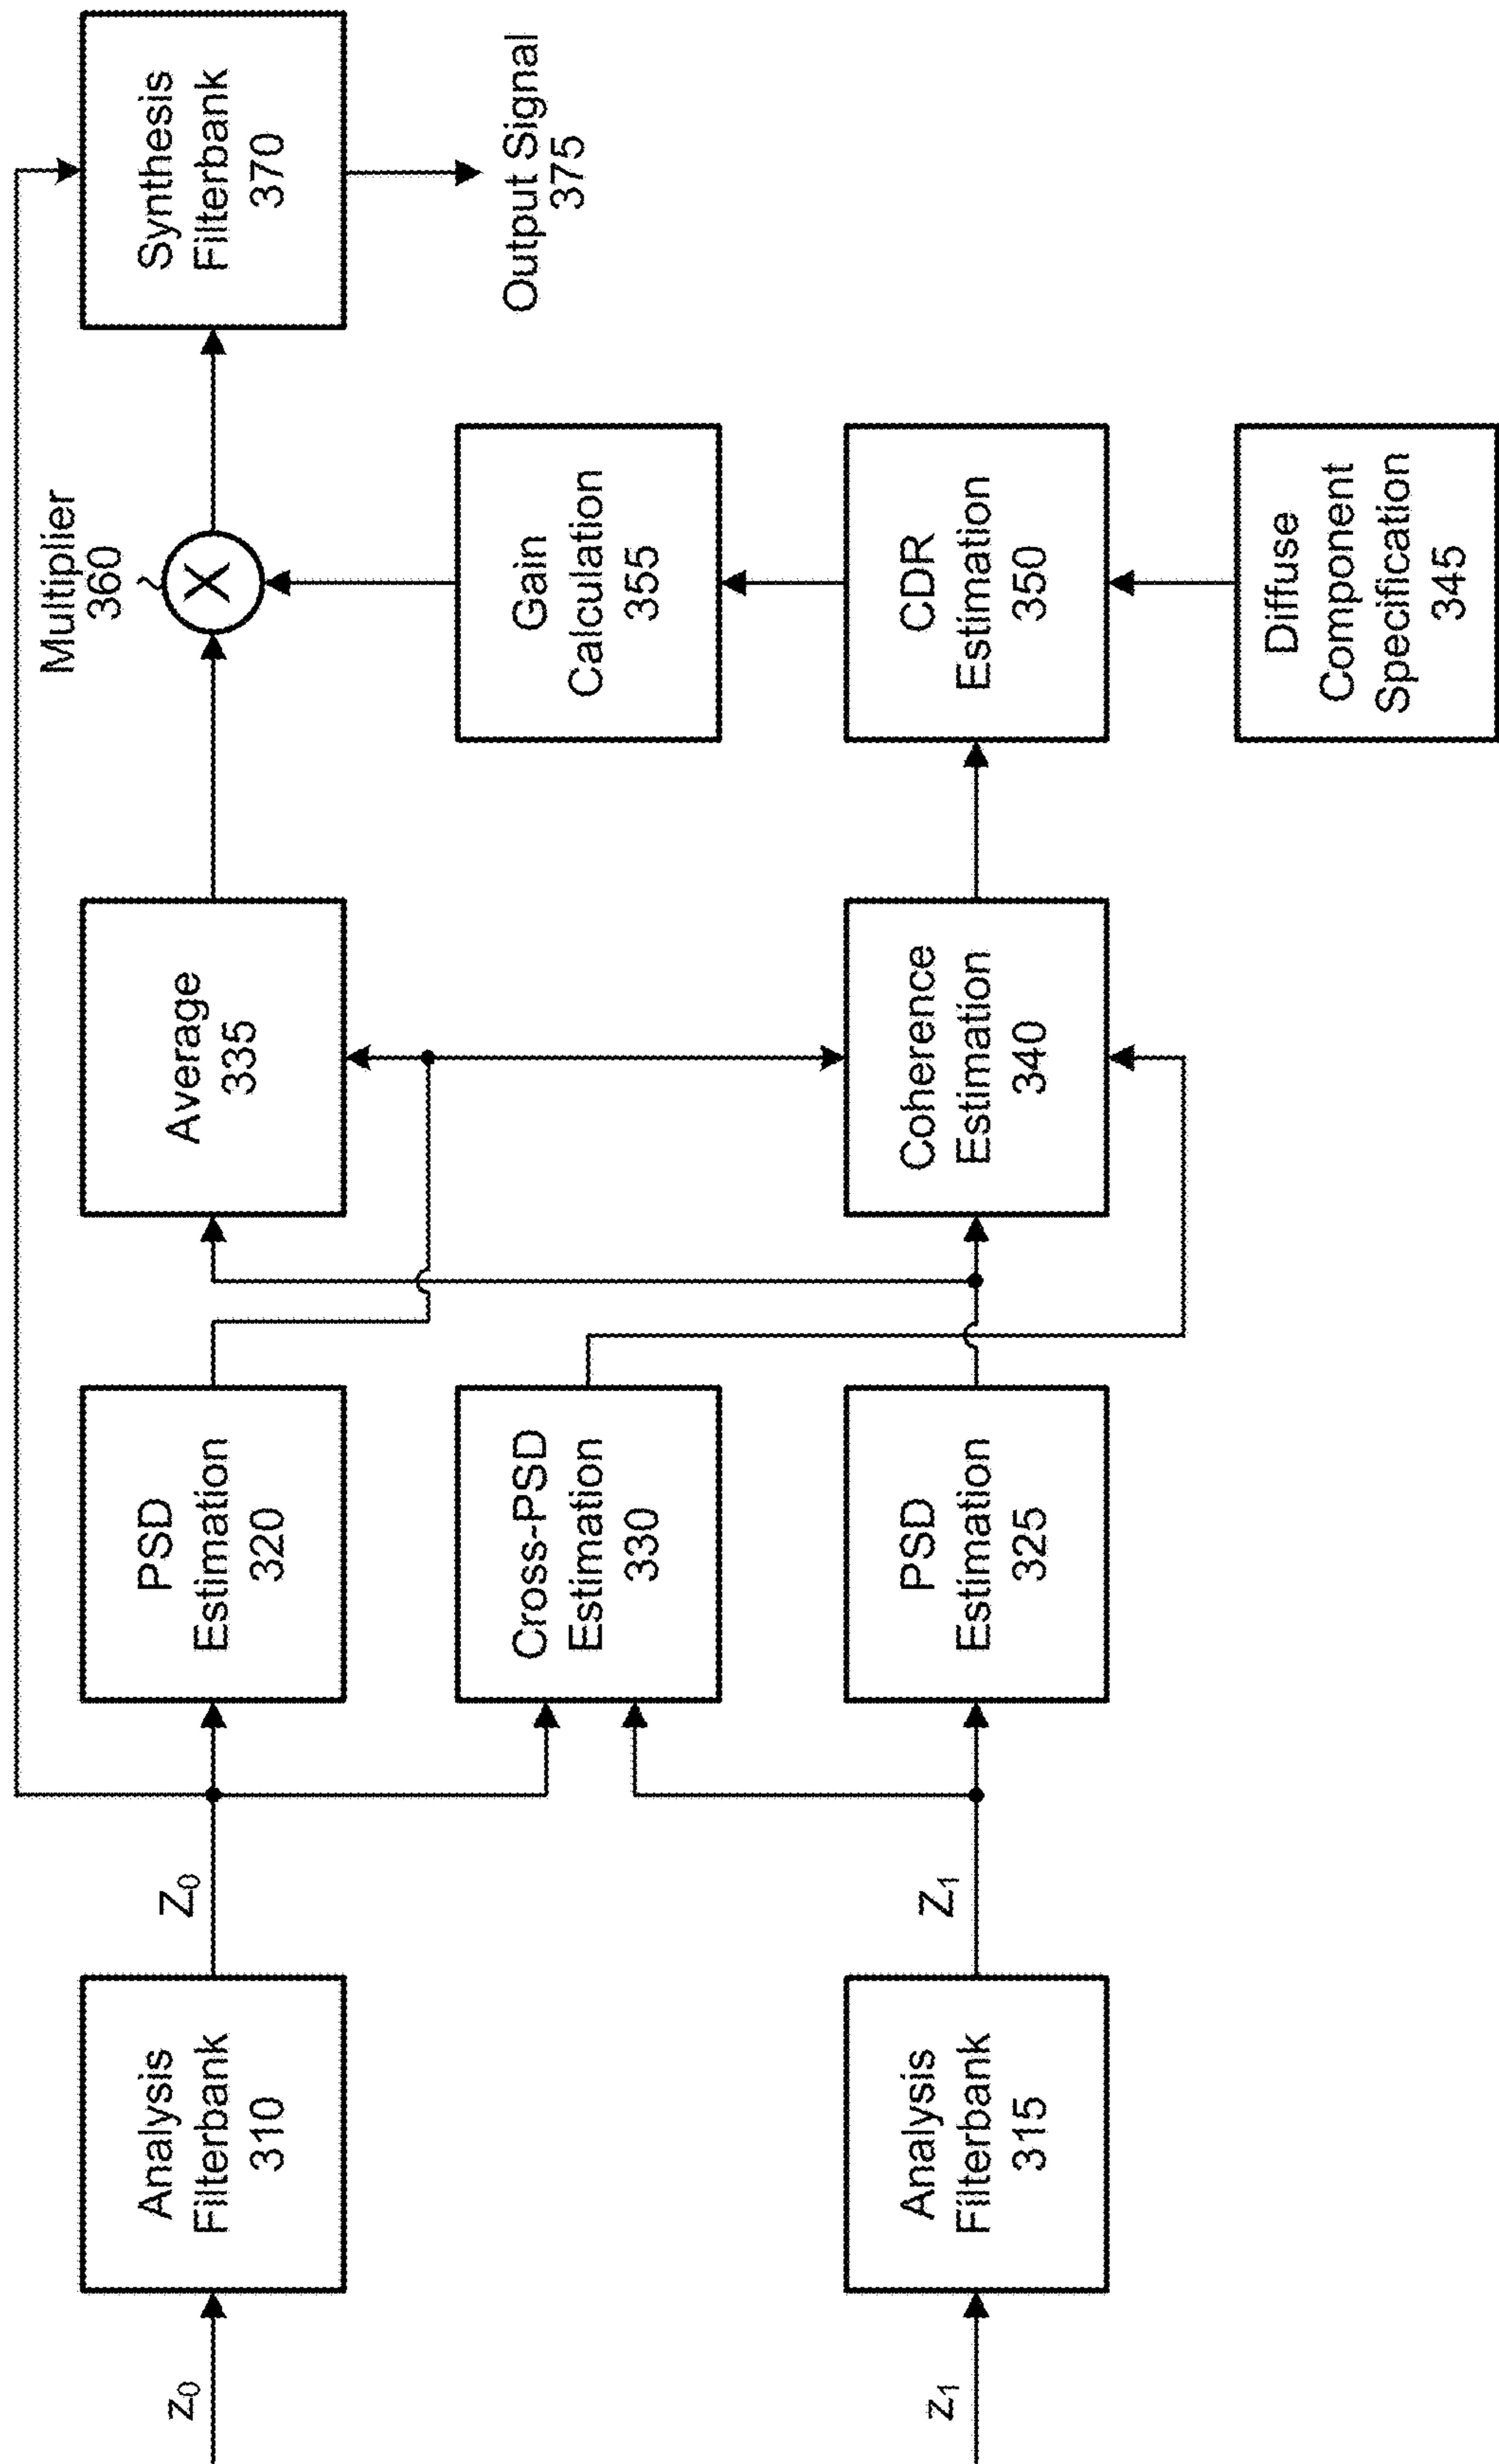 z0
Analysis
Filterbank
310
Z0
PSD
Estimation
320
Average
335
Multiplier
360
X
Synthesis
Filterbank
370
Output Signal
375
Cross-PSD
Estimation
330
Gain
Calculation
355
z1
Analysis
Filterbank
315
Z1
PSD
Estimation
325
Coherence
Estimation
340
CDR
Estimation
350
Diffuse
Component
Specification
345